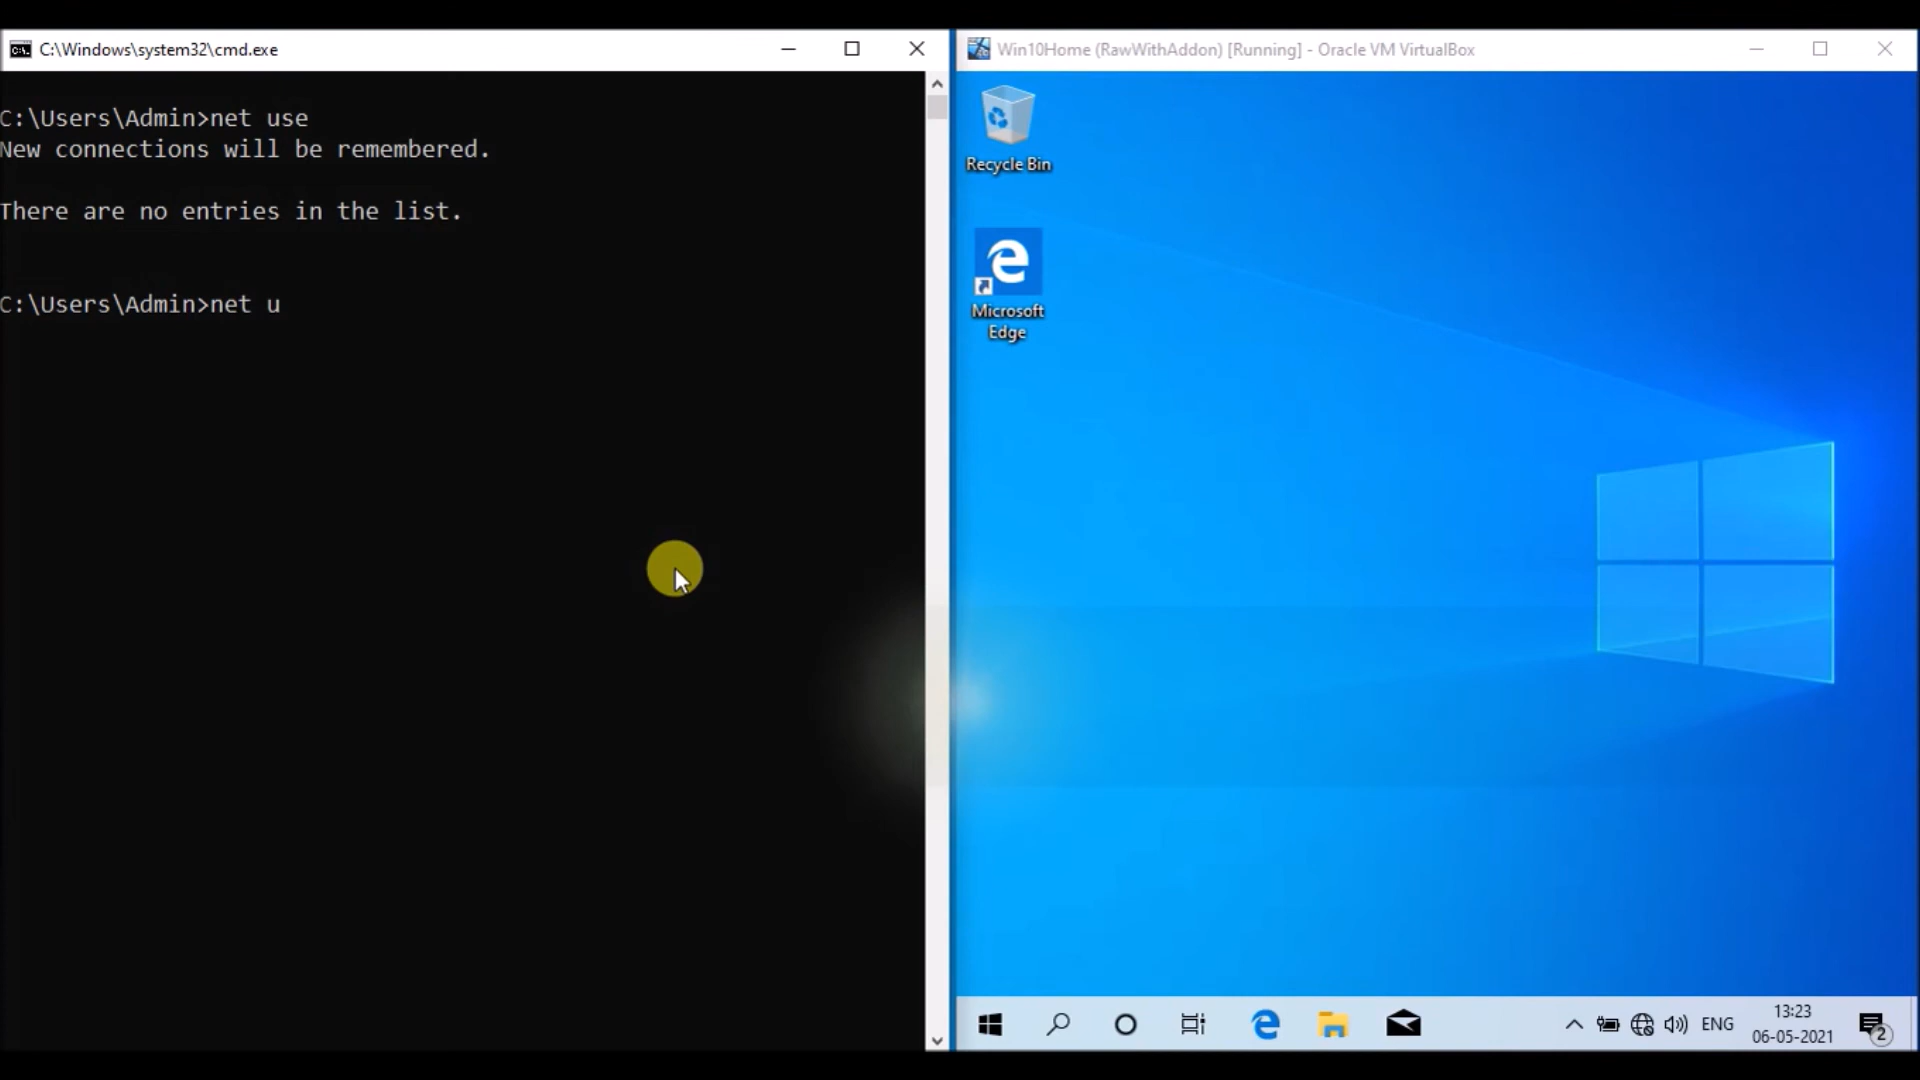 C:\Windows\system32\cmd.exe
C:\Users\Admin>net use
New connections will be remembered.
There are no entries in the list.
C:\Users\Admin>net u
Win10Home (RawWithAddon) [Running] - Oracle VM VirtualBox
Recycle Bin
Microsoft
Edge
ENG
13:23
06-05-2021
2